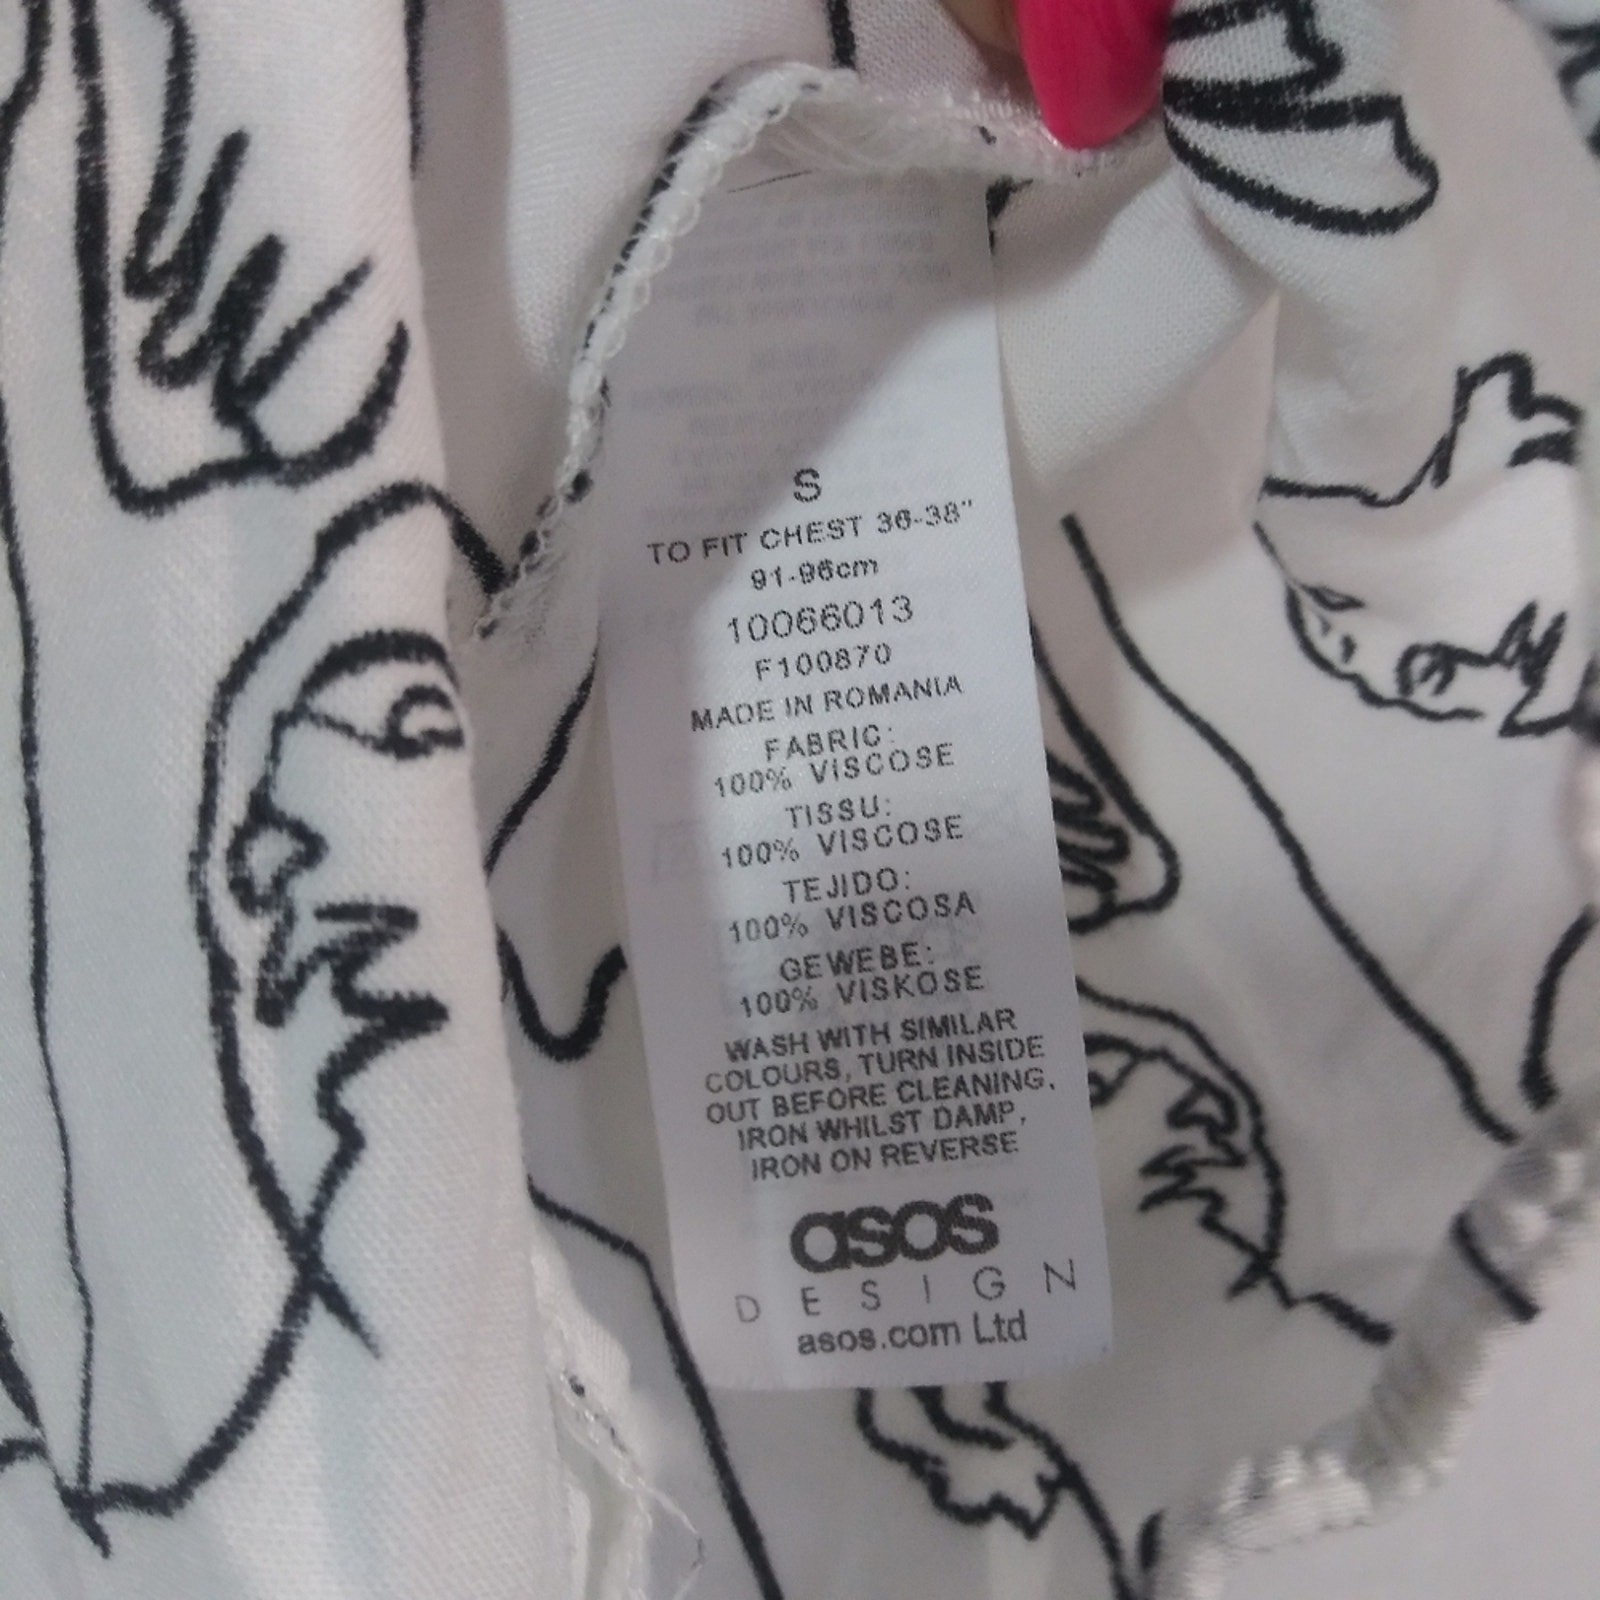 S
TO FIT CHEST 36-38"
91-96cm
10066013
F100870
MADE IN ROMANIA
FABRIC:
100% VISCOSE
TISSU:
100% VISCOSE
TEJIDO:
100% VISCOSA
GEWEBE:
100% VISKOSE
WASH WITH SIMILAR
COLOURS, TURN INSIDE
OUT BEFORE CLEANING,
IRON WHILST DAMP,
IRON ON REVERSE
asos
DESIGN
asos.com Ltd